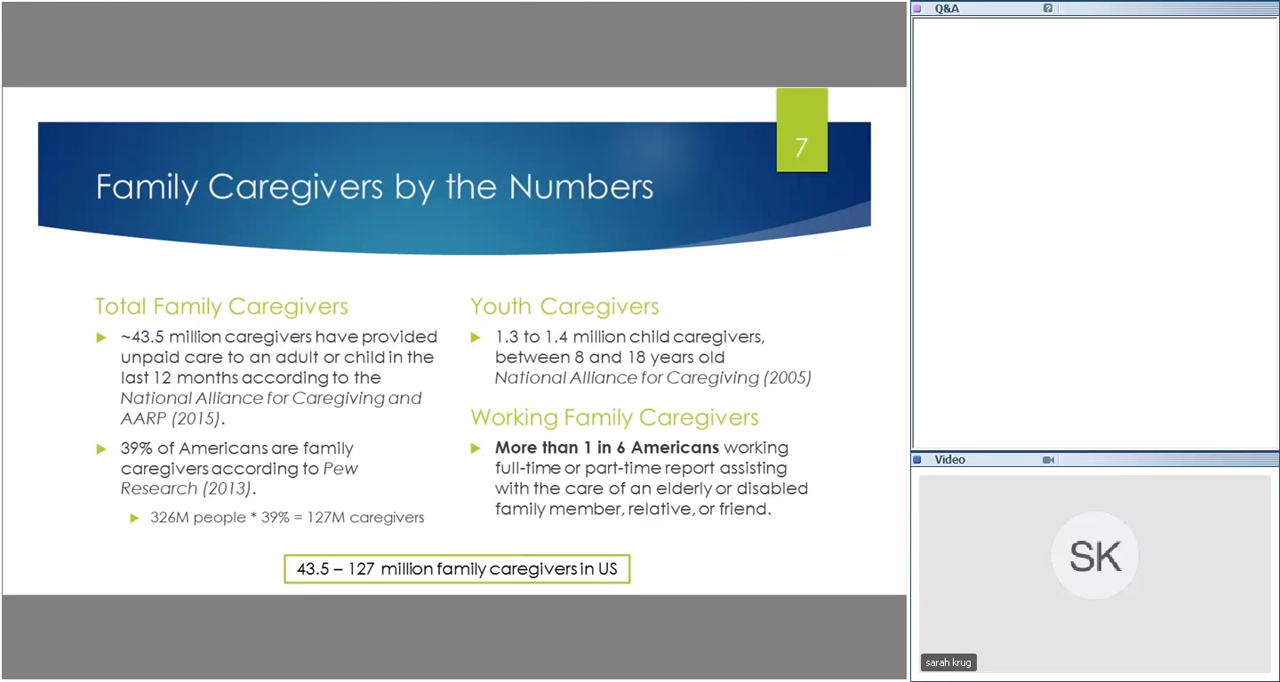 7
Family Caregivers by the Numbers
Total Family Caregivers
~43.5 million caregivers have provided
unpaid care to an adult or child in the
last 12 months according to the
National Alliance for Caregiving and
AARP (2015).
39% of Americans are family
caregivers according to Pew
Research (2013).
326M people * 39% = 127M caregivers
Youth Caregivers
1.3 to 1.4 million child caregivers,
between 8 and 18 years old
National Alliance for Caregiving (2005)
Working Family Caregivers
More than 1 in 6 Americans working
full-time or part-time report assisting
with the care of an elderly or disabled
family member, relative, or friend.
43.5 – 127 million family caregivers in US
Q&A
?
Video
SK
sarah krug